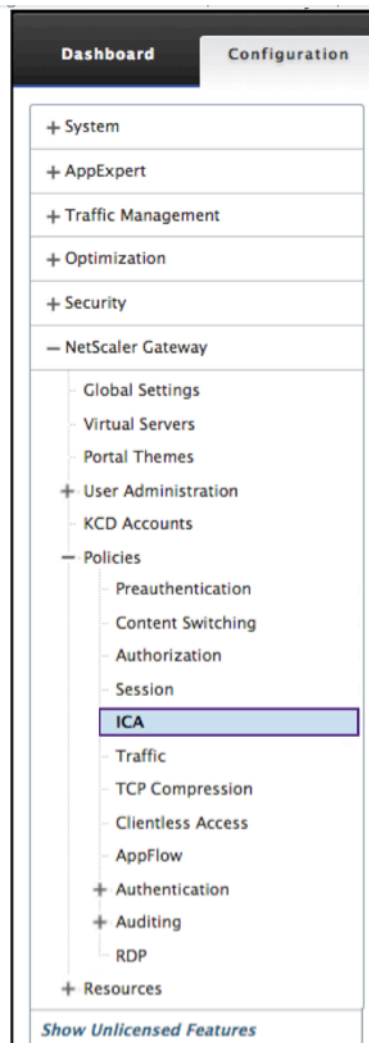 Dashboard Configuration
+ System
+ AppExpert
+ Traffic Management
+ Optimization
+ Security
− NetScaler Gateway
Global Settings
Virtual Servers
Portal Themes
+ User Administration
KCD Accounts
− Policies
Preauthentication
Content Switching
Authorization
Session
ICA
Traffic
TCP Compression
Clientless Access
AppFlow
+ Authentication
+ Auditing
RDP
+ Resources
Show Unlicensed Features